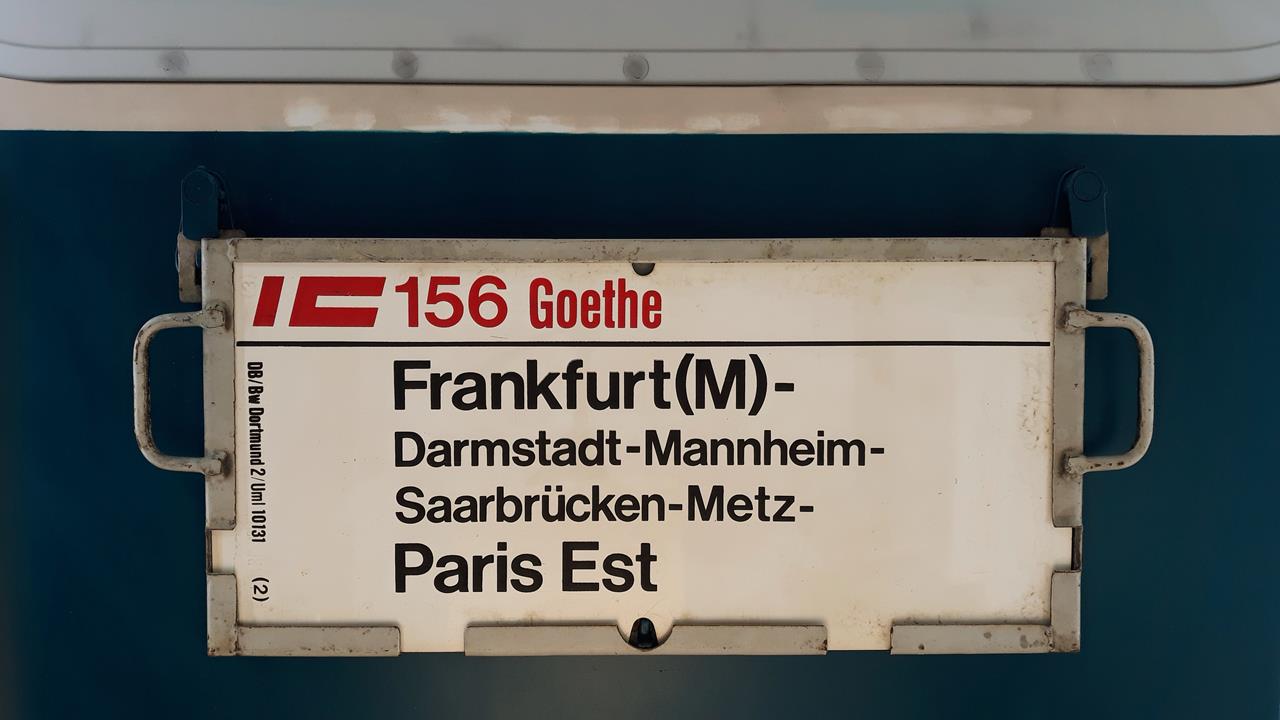 IC 156 Goethe
Frankfurt(M)-
Darmstadt-Mannheim-
Saarbrücken-Metz-
Paris Est
DB/Bw Dortmund 2/Uml 10131 (2)